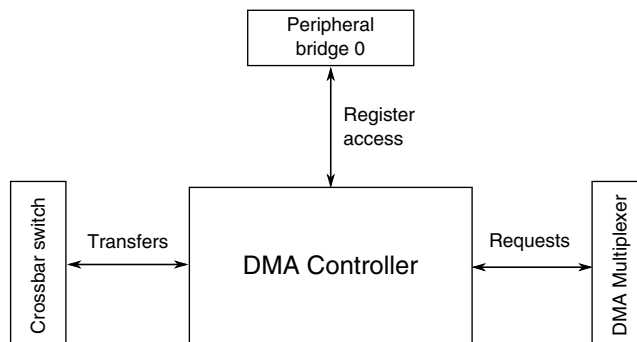 Peripheral
bridge 0
Register
access
Crossbar switch
Transfers
DMA Controller
Requests
DMA Multiplexer